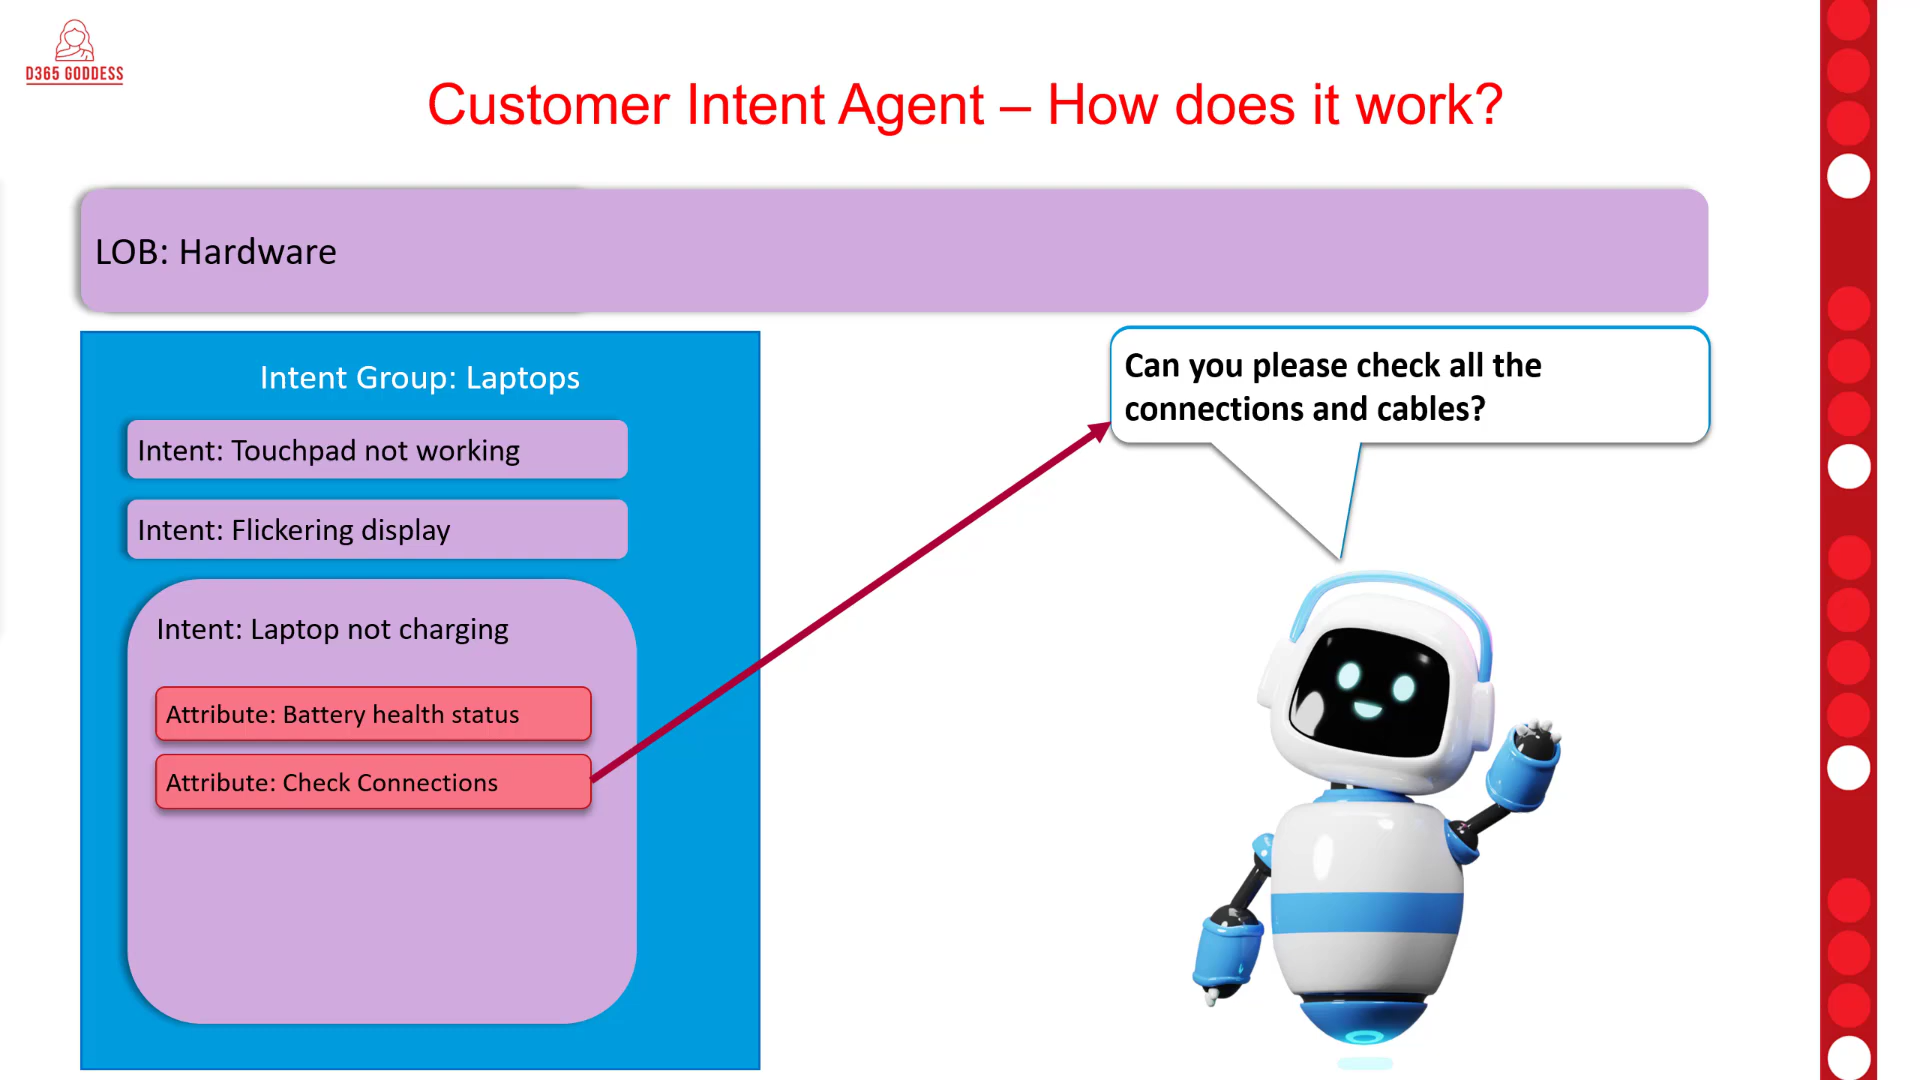 D365 GODDESS
Customer Intent Agent – How does it work?
LOB: Hardware
Intent Group: Laptops
Intent: Touchpad not working
Intent: Flickering display
Intent: Laptop not charging
Attribute: Battery health status
Attribute: Check Connections
Can you please check all the
connections and cables?